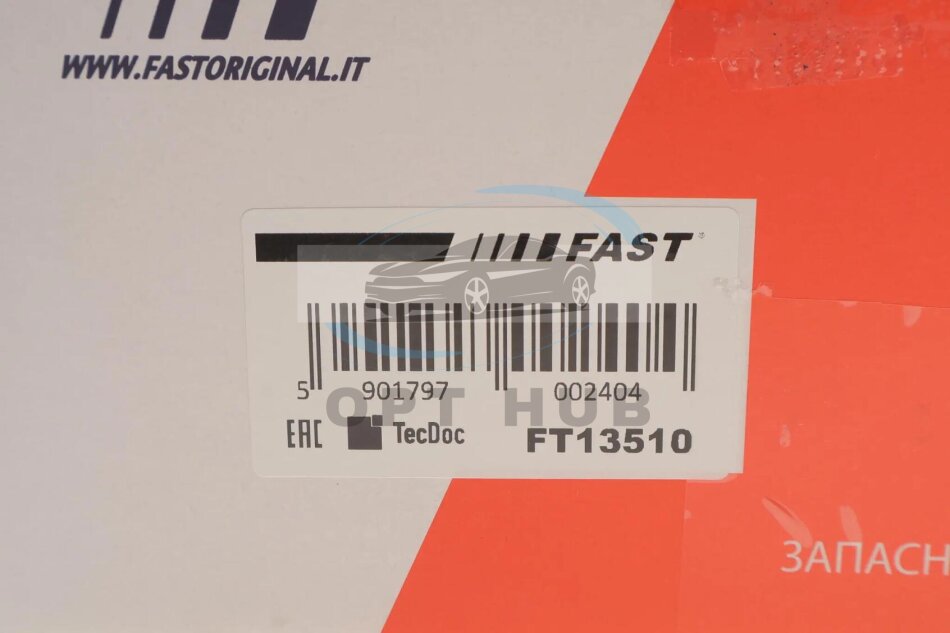 WWW.FASTORIGINAL.IT
FAST
5 901797 002404
OPT HUB
EAC TecDoc FT13510
ЗАПАСН